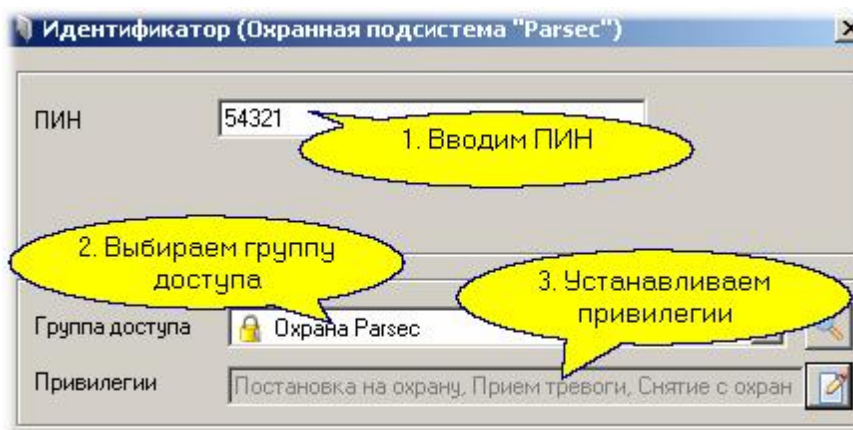 Идентификатор (Охранная подсистема "Parsec")
ПИН
54321
1. Вводим ПИН
2. Выбираем группу
доступа
3. Устанавливаем
привилегии
Группа доступа
Охрана Parsec
Привилегии
Постановка на охрану, Прием тревоги, Снятие с охран